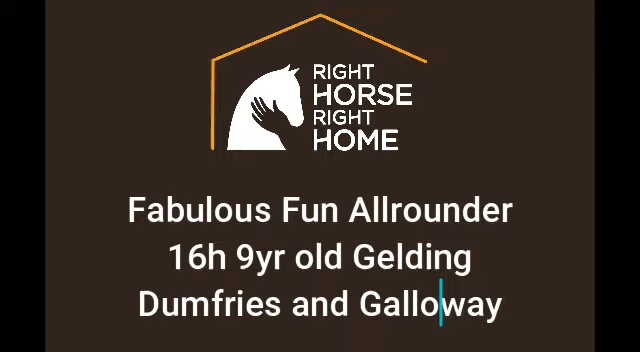 RIGHT
HORSE
RIGHT
HOME
Fabulous Fun Allrounder
16h 9yr old Gelding
Dumfries and Galloway